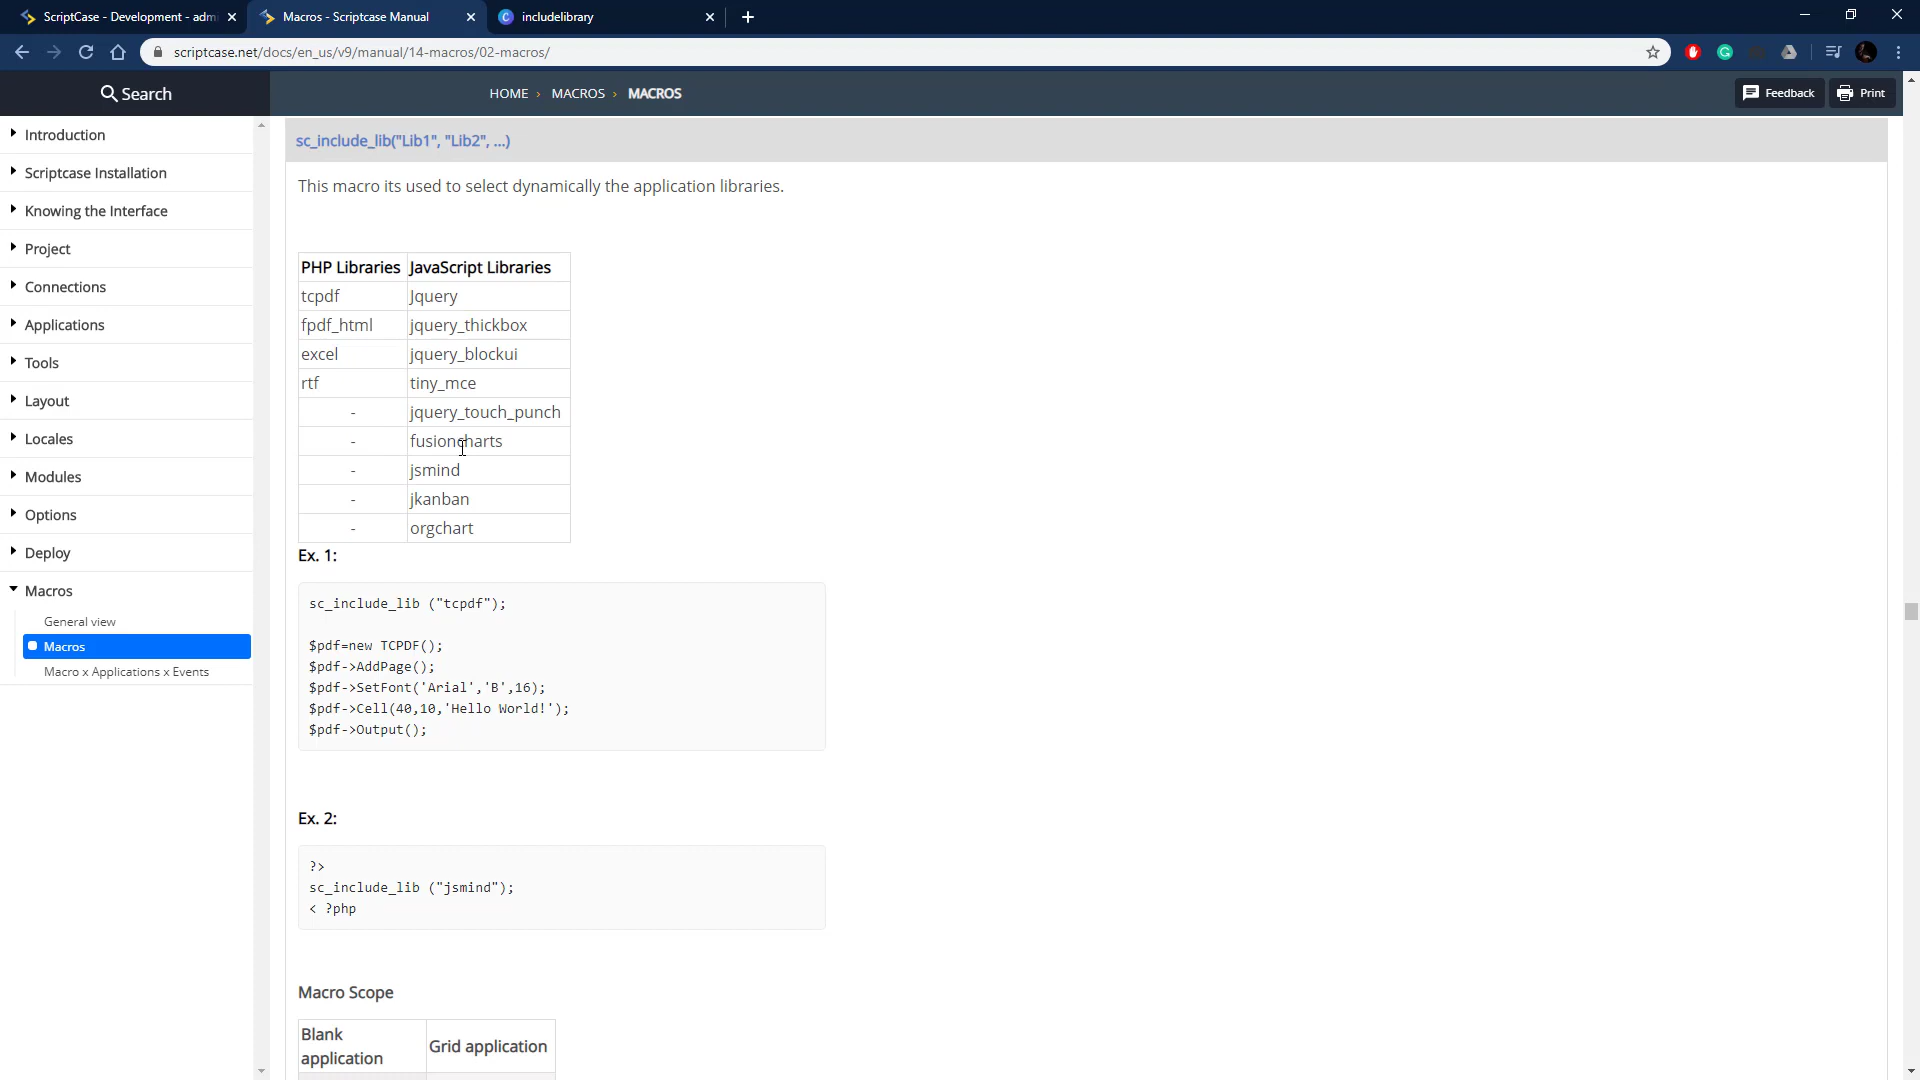 ScriptCase - Development - adm
Macros - Scriptcase Manual
includelibrary
scriptcase.net/docs/en_us/v9/manual/14-macros/02-macros/
Search
HOME › MACROS › MACROS
Feedback
Print
Introduction
Scriptcase Installation
Knowing the Interface
Project
Connections
Applications
Tools
Layout
Locales
Modules
Options
Deploy
Macros
General view
Macros
Macro x Applications x Events
sc_include_lib("Lib1", "Lib2", ...)
This macro its used to select dynamically the application libraries.
PHP Libraries JavaScript Libraries
tcpdf Jquery
fpdf_html jquery_thickbox
excel jquery_blockui
rtf tiny_mce
- jquery_touch_punch
- fusioncharts
- jsmind
- jkanban
- orgchart
Ex. 1:
sc_include_lib ("tcpdf");
$pdf=new TCPDF();
$pdf->AddPage();
$pdf->SetFont('Arial','B',16);
$pdf->Cell(40,10,'Hello World!');
$pdf->Output();
Ex. 2:
?>
sc_include_lib ("jsmind");
< ?php
Macro Scope
Blank
application
Grid application